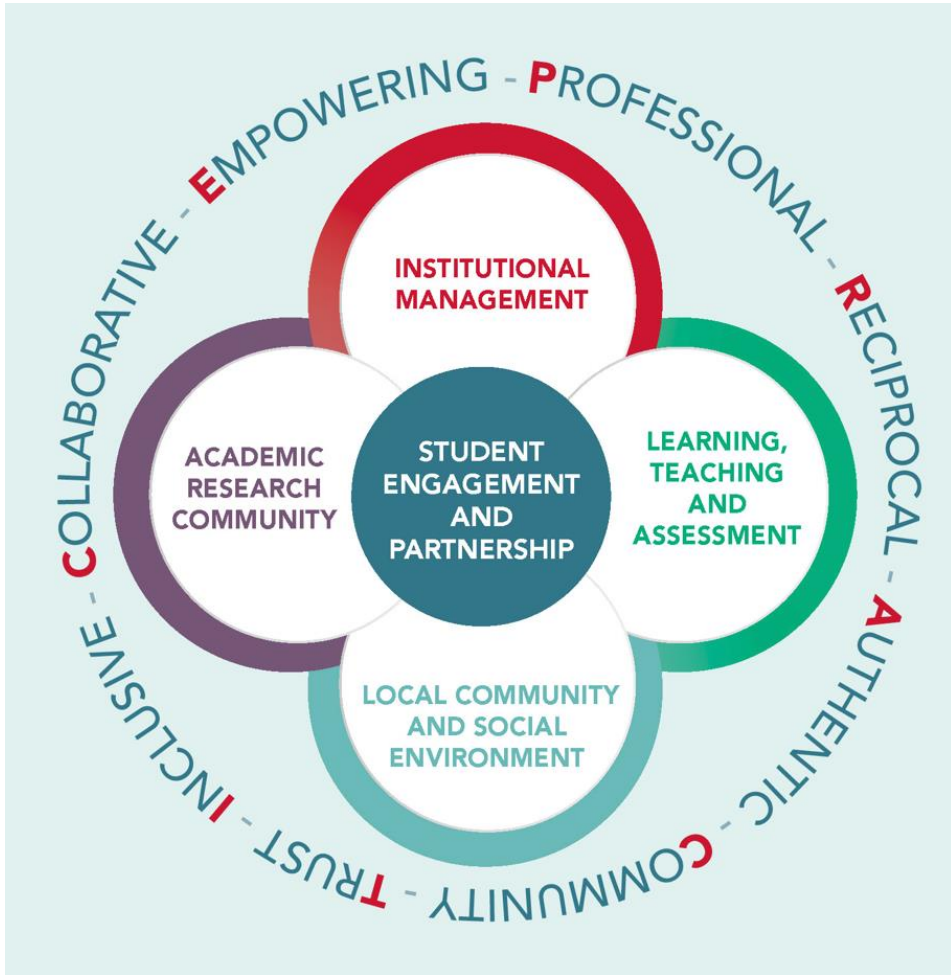 EMPOWERING - PROFESSIONAL - RECIPROCAL - AUTHENTIC - COMMUNITY - TRUST - INCLUSIVE - COLLABORATIVE -
INSTITUTIONAL
MANAGEMENT
ACADEMIC
RESEARCH
COMMUNITY
STUDENT
ENGAGEMENT
AND
PARTNERSHIP
LEARNING,
TEACHING
AND
ASSESSMENT
LOCAL COMMUNITY
AND SOCIAL
ENVIRONMENT